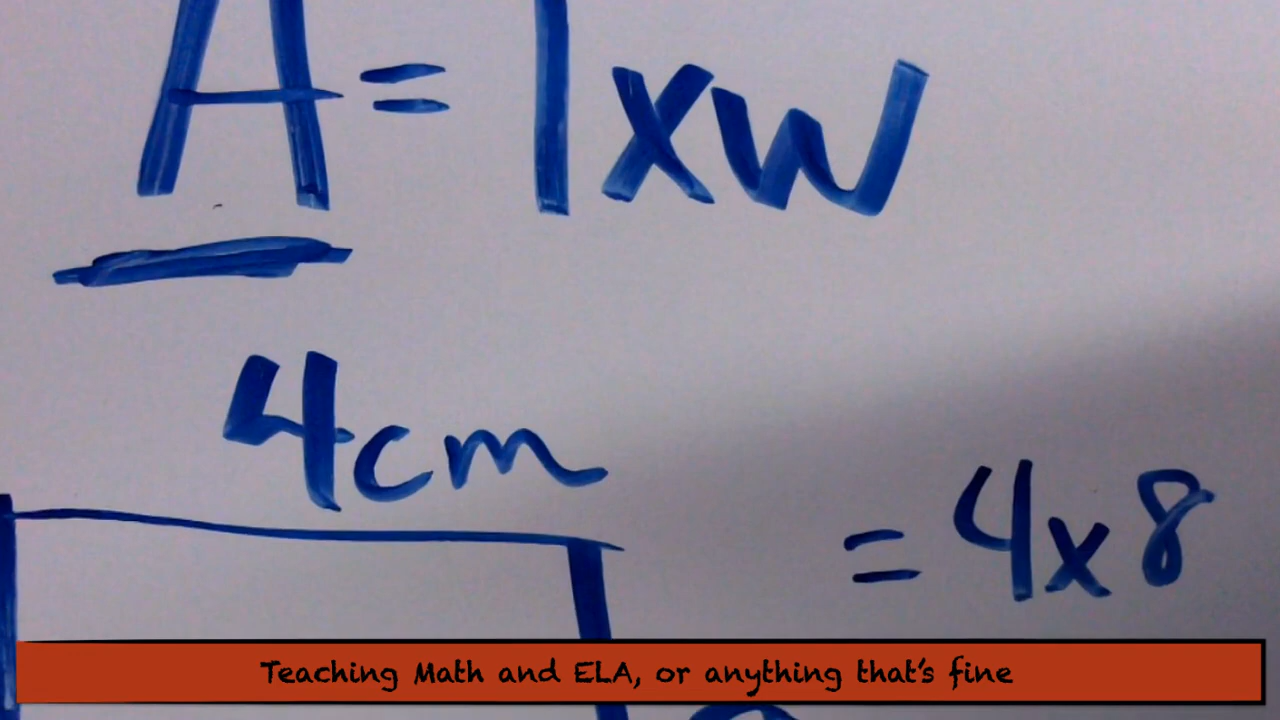 A = l x w
4cm
= 4 x 8
Teaching Math and ELA, or anything that's fine